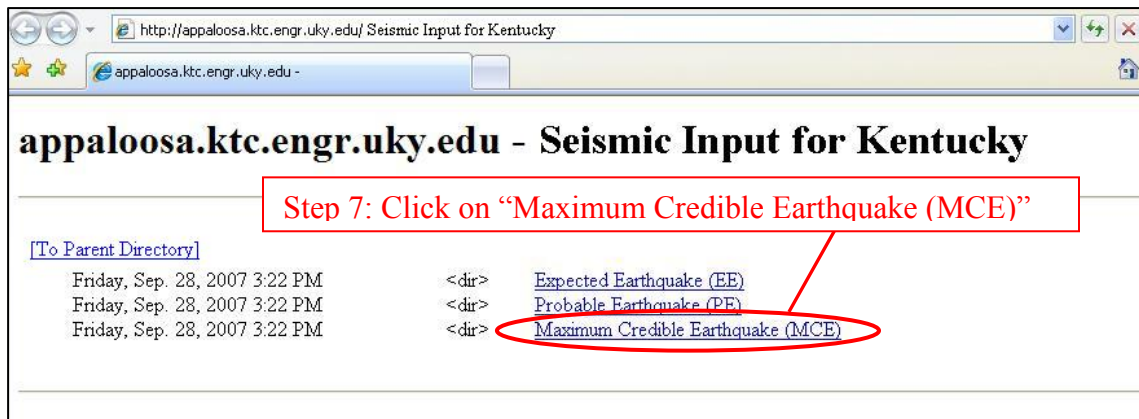 http://appaloosa.ktc.engr.uky.edu/ Seismic Input for Kentucky
appaloosa.ktc.engr.uky.edu -
appaloosa.ktc.engr.uky.edu - Seismic Input for Kentucky
Step 7: Click on “Maximum Credible Earthquake (MCE)”
[To Parent Directory]
Friday, Sep. 28, 2007 3:22 PM <dir> Expected Earthquake (EE)
Friday, Sep. 28, 2007 3:22 PM <dir> Probable Earthquake (PE)
Friday, Sep. 28, 2007 3:22 PM <dir> Maximum Credible Earthquake (MCE)